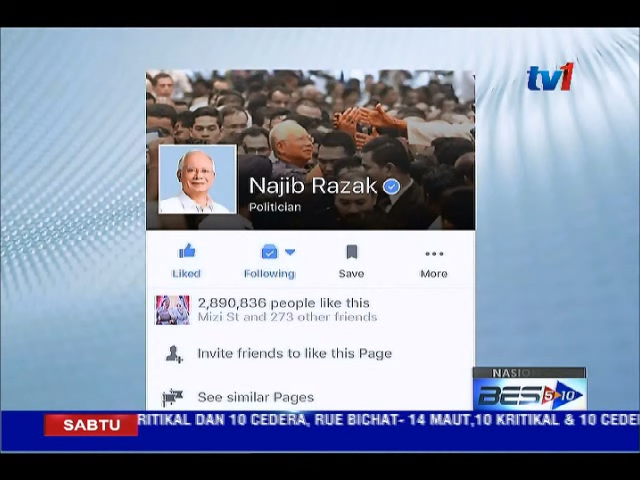 tv1
Najib Razak
Politician
Liked
Following
Save
More
2,890,836 people like this
Mizi St and 273 other friends
Invite friends to like this Page
See similar Pages
NASIO
BES 5 10
SABTU
RITIKAL DAN 10 CEDERA, RUE BICHAT- 14 MAUT,10 KRITIKAL & 10 CEDE